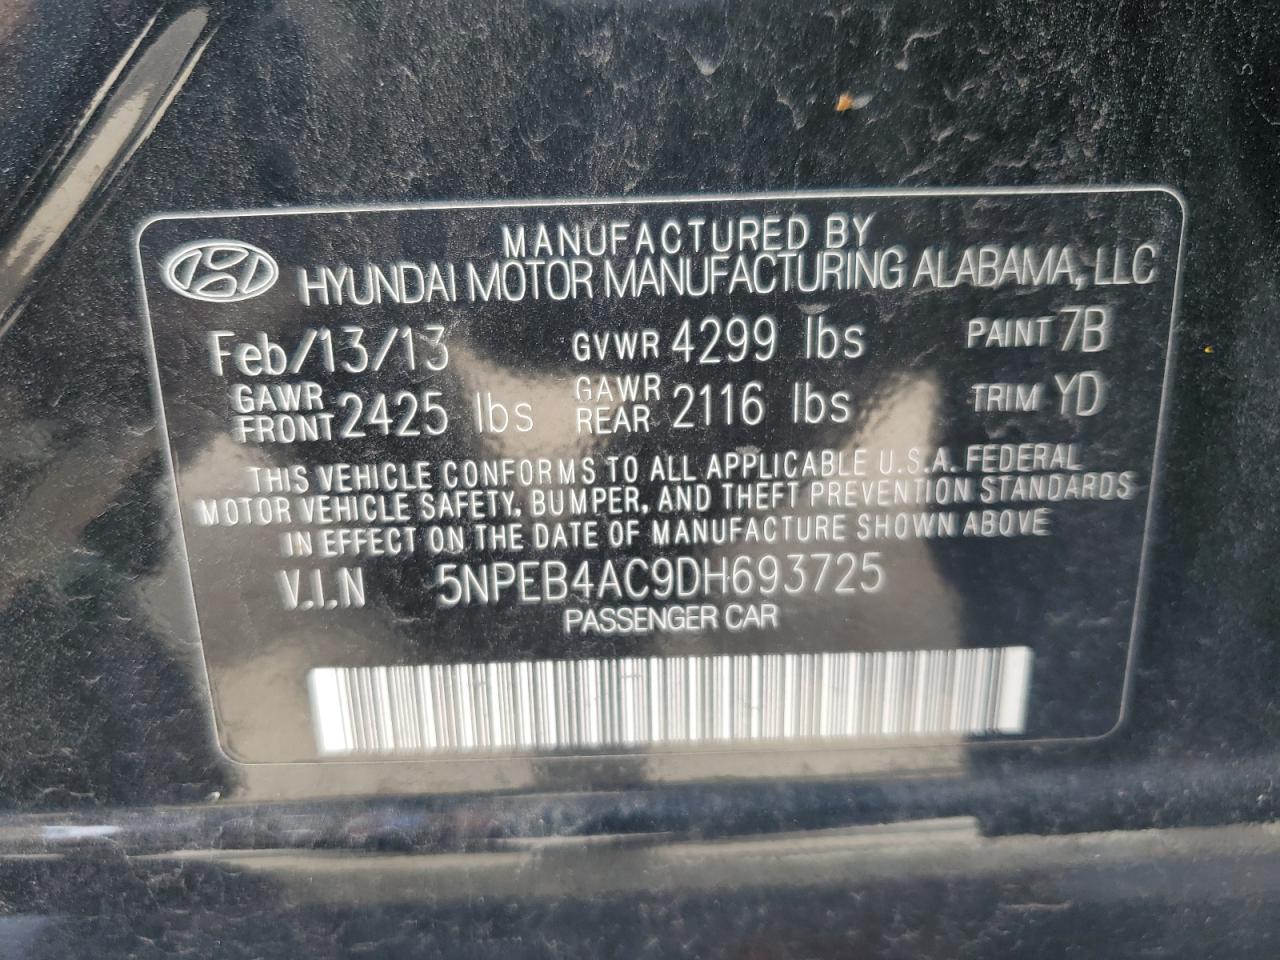 MANUFACTURED BY
HYUNDAI MOTOR MANUFACTURING ALABAMA, LLC
Feb/13/13 GVWR 4299 lbs PAINT 7B
GAWR FRONT 2425 lbs GAWR REAR 2116 lbs TRIM YD
THIS VEHICLE CONFORMS TO ALL APPLICABLE U.S.A. FEDERAL
MOTOR VEHICLE SAFETY, BUMPER, AND THEFT PREVENTION STANDARDS
IN EFFECT ON THE DATE OF MANUFACTURE SHOWN ABOVE
V.I.N 5NPEB4AC9DH693725
PASSENGER CAR